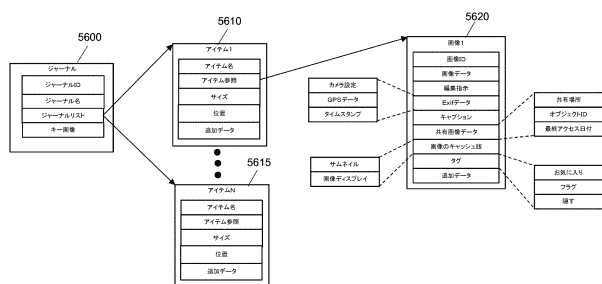 5600
ジャーナル
ジャーナルID
ジャーナル名
ジャーナルリスト
キー画像
5610
アイテム1
アイテム名
アイテム参照
サイズ
位置
追加データ
5615
アイテムN
アイテム名
アイテム参照
サイズ
位置
追加データ
5620
画像1
画像ID
画像データ
編集指示
Exifデータ
キャプション
共有画像データ
画像のキャッシュ版
タグ
追加データ
カメラ設定
GPSデータ
タイムスタンプ
サムネイル
画像ディスプレイ
共有場所
オブジェクトID
最終アクセス日付
お気に入り
フラグ
隠す